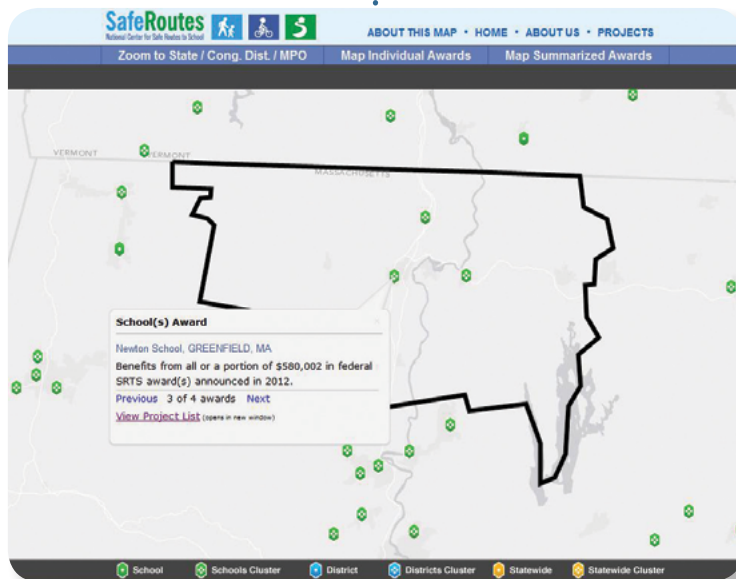 SafeRoutes
National Center for Safe Routes to School
ABOUT THIS MAP • HOME • ABOUT US • PROJECTS
Zoom to State / Cong. Dist. / MPO Map Individual Awards Map Summarized Awards
VERMONT
VERMONT
MASSACHUSETTS
School(s) Award
Newton School, GREENFIELD, MA
Benefits from all or a portion of $580,002 in federal
SRTS award(s) announced in 2012.
Previous 3 of 4 awards Next
View Project List (opens in new window)
School Schools Cluster District Districts Cluster Statewide Statewide Cluster